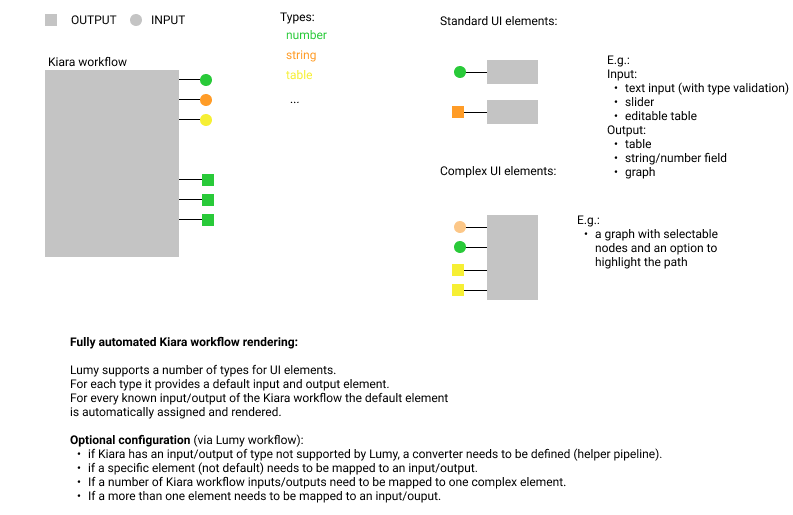 OUTPUT
INPUT
Types:
number
string
table
...
Kiara workflow
Standard UI elements:
E.g.:
Input:
• text input (with type validation)
• slider
• editable table
Output:
• table
• string/number field
• graph
Complex UI elements:
E.g.:
• a graph with selectable
nodes and an option to
highlight the path
Fully automated Kiara workflow rendering:
Lumy supports a number of types for UI elements.
For each type it provides a default input and output element.
For every known input/output of the Kiara workflow the default element
is automatically assigned and rendered.
Optional configuration (via Lumy workflow):
• if Kiara has an input/output of type not supported by Lumy, a converter needs to be defined (helper pipeline).
• if a specific element (not default) needs to be mapped to an input/output.
• If a number of Kiara workflow inputs/outputs need to be mapped to one complex element.
• If a more than one element needs to be mapped to an input/ouput.